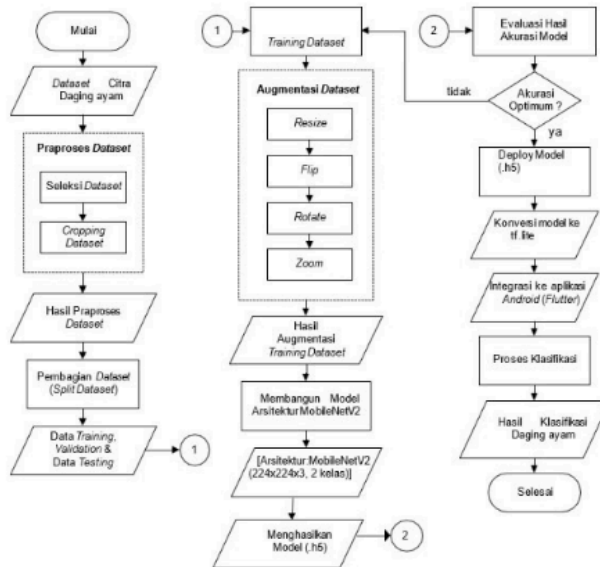 Mulai
Dataset Citra
Daging ayam
Praproses Dataset
Seleksi Dataset
Cropping
Dataset
Hasil Praproses
Dataset
Pembagian Dataset
(Split Dataset)
Data Training,
Validation &
Data Testing
1
1
Training Dataset
Augmentasi Dataset
Resize
Flip
Rotate
Zoom
Hasil
Augmentasi
Training Dataset
Membangun Model
Arsitektur MobileNetV2
[Arsitektur:MobileNetV2
(224x224x3, 2 kelas)]
Menghasilkan
Model (.h5)
2
2
Evaluasi Hasil
Akurasi Model
Akurasi
Optimum ?
tidak
ya
Deploy Model
(.h5)
Konversi model ke
tf.lite
Integrasi ke aplikasi
Android (Flutter)
Proses Klasifikasi
Hasil Klasifikasi
Daging ayam
Selesai